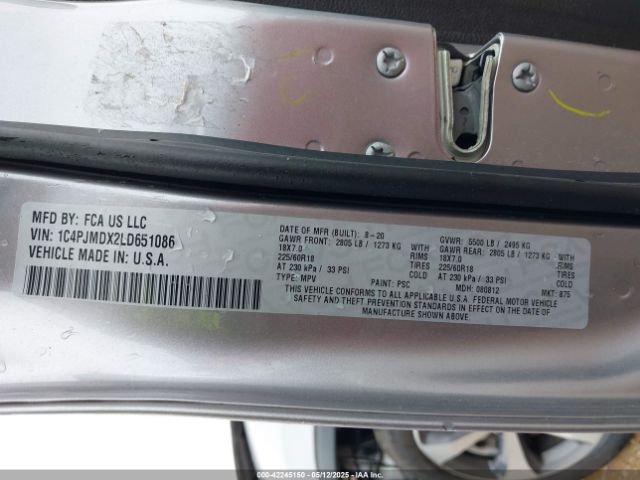 MFD BY: FCA US LLC
VIN: 1C4PJMDX2LD651086
VEHICLE MADE IN: U.S.A.
DATE OF MFR (BUILT): 8-20
GAWR FRONT: 2805 LB / 1273 KG
18X7.0 RIMS
225/60R18 TIRES
AT 230 kPa / 33 PSI COLD
TYPE: MPV PAINT: PSC
GVWR: 5500 LB / 2495 KG
GAWR REAR: 2805 LB / 1273 KG
18X7.0 RIMS
225/60R18 TIRES
AT 230 kPa / 33 PSI COLD
MDH: 080812 MKT: 875
THIS VEHICLE CONFORMS TO ALL APPLICABLE U.S.A. FEDERAL MOTOR VEHICLE
SAFETY AND THEFT PREVENTION STANDARDS IN EFFECT ON THE DATE OF
MANUFACTURE SHOWN ABOVE.
000-42245150 - 05/12/2025 - IAAI.COM